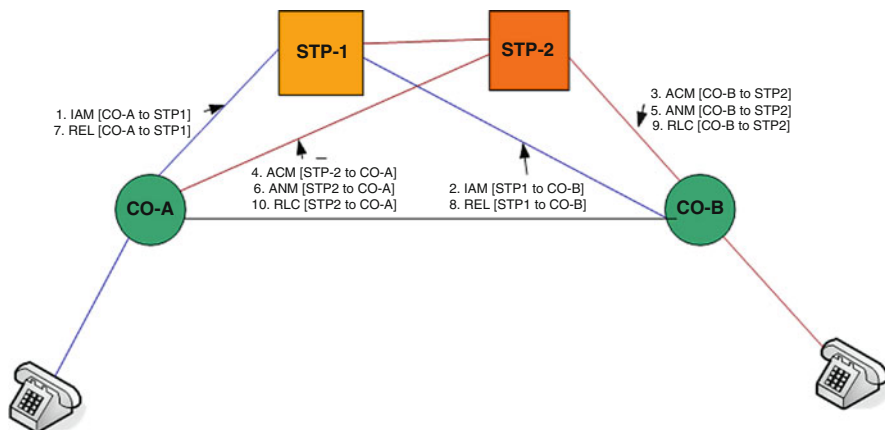 STP-1
STP-2
1. IAM [CO-A to STP1]
7. REL [CO-A to STP1]
3. ACM [CO-B to STP2]
5. ANM [CO-B to STP2]
9. RLC [CO-B to STP2]
4. ACM [STP-2 to CO-A]
6. ANM [STP2 to CO-A]
10. RLC [STP2 to CO-A]
2. IAM [STP1 to CO-B]
8. REL [STP1 to CO-B]
CO-A
CO-B